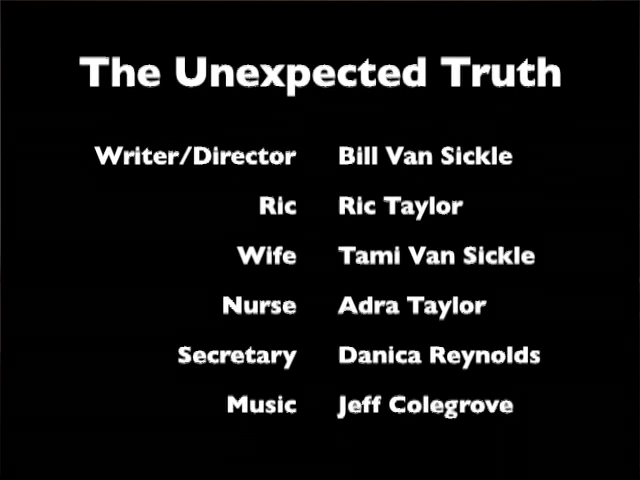 The Unexpected Truth
Writer/Director Bill Van Sickle
Ric Ric Taylor
Wife Tami Van Sickle
Nurse Adra Taylor
Secretary Danica Reynolds
Music Jeff Colegrove